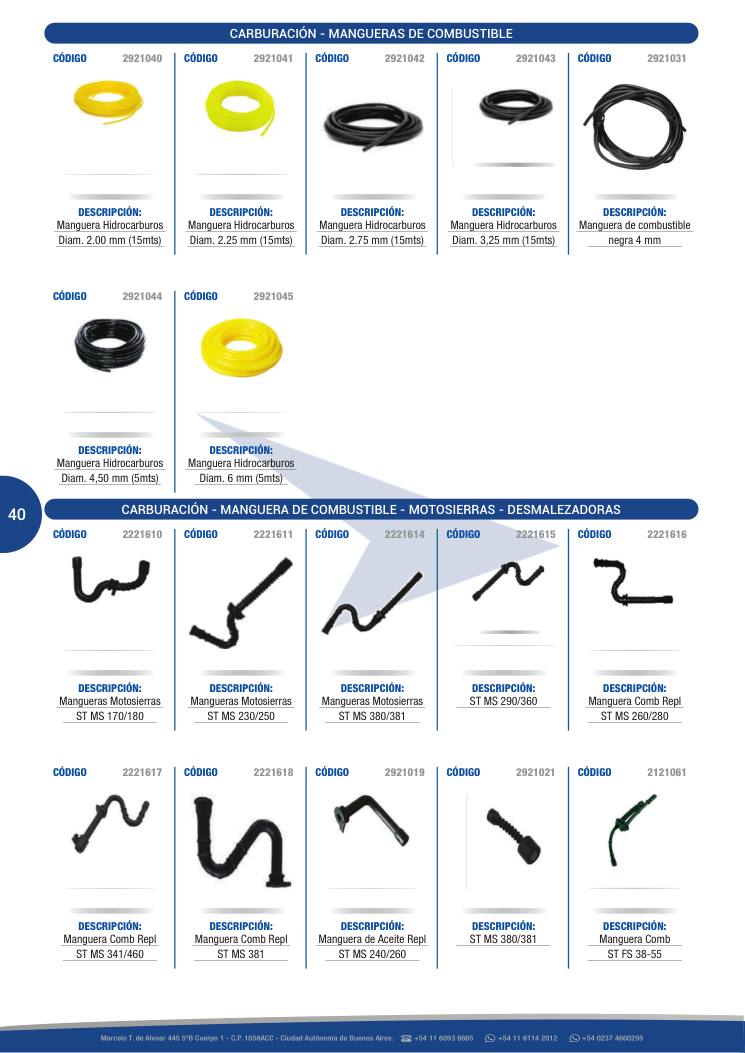 CARBURACIÓN - MANGUERAS DE COMBUSTIBLE
CÓDIGO 2921040
DESCRIPCIÓN:
Manguera Hidrocarburos
Diam. 2.00 mm (15mts)
CÓDIGO 2921041
DESCRIPCIÓN:
Manguera Hidrocarburos
Diam. 2.25 mm (15mts)
CÓDIGO 2921042
DESCRIPCIÓN:
Manguera Hidrocarburos
Diam. 2.75 mm (15mts)
CÓDIGO 2921043
DESCRIPCIÓN:
Manguera Hidrocarburos
Diam. 3,25 mm (15mts)
CÓDIGO 2921031
DESCRIPCIÓN:
Manguera de combustible
negra 4 mm
CÓDIGO 2921044
DESCRIPCIÓN:
Manguera Hidrocarburos
Diam. 4,50 mm (5mts)
CÓDIGO 2921045
DESCRIPCIÓN:
Manguera Hidrocarburos
Diam. 6 mm (5mts)
40
CARBURACIÓN - MANGUERA DE COMBUSTIBLE - MOTOSIERRAS - DESMALEZADORAS
CÓDIGO 2221610
DESCRIPCIÓN:
Mangueras Motosierras
ST MS 170/180
CÓDIGO 2221611
DESCRIPCIÓN:
Mangueras Motosierras
ST MS 230/250
CÓDIGO 2221614
DESCRIPCIÓN:
Mangueras Motosierras
ST MS 380/381
CÓDIGO 2221615
DESCRIPCIÓN:
ST MS 290/360
CÓDIGO 2221616
DESCRIPCIÓN:
Manguera Comb Repl
ST MS 260/280
CÓDIGO 2221617
DESCRIPCIÓN:
Manguera Comb Repl
ST MS 341/460
CÓDIGO 2221618
DESCRIPCIÓN:
Manguera Comb Repl
ST MS 381
CÓDIGO 2921019
DESCRIPCIÓN:
Manguera de Aceite Repl
ST MS 240/260
CÓDIGO 2921021
DESCRIPCIÓN:
ST MS 380/381
CÓDIGO 2121061
DESCRIPCIÓN:
Manguera Comb
ST FS 38-55
Marcelo T. de Alvear 445 5ºB Cuerpo 1 - C.P. 1058ACC - Ciudad Autónoma de Buenos Aires. +54 11 6093 6665 +54 11 6114 2012 +54 0237 4660295